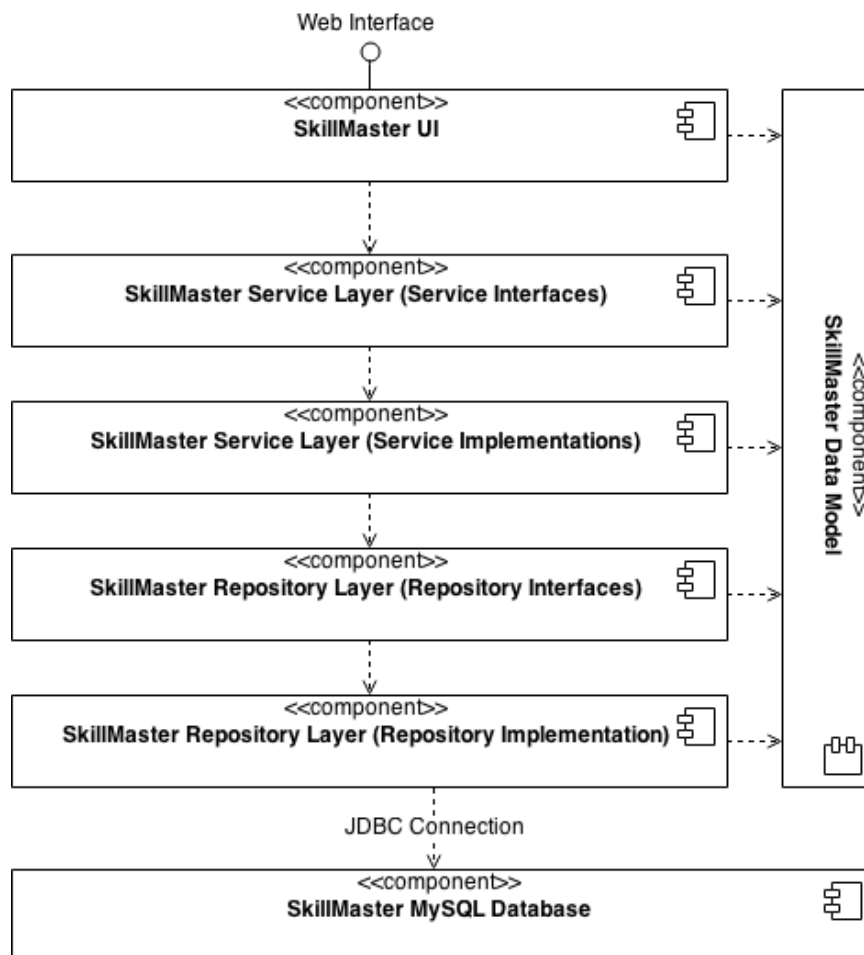 Web Interface
<<component>>
SkillMaster UI
<<component>>
SkillMaster Service Layer (Service Interfaces)
<<component>>
SkillMaster Service Layer (Service Implementations)
<<component>>
SkillMaster Repository Layer (Repository Interfaces)
<<component>>
SkillMaster Repository Layer (Repository Implementation)
<<component>>
SkillMaster Data Model
JDBC Connection
<<component>>
SkillMaster MySQL Database